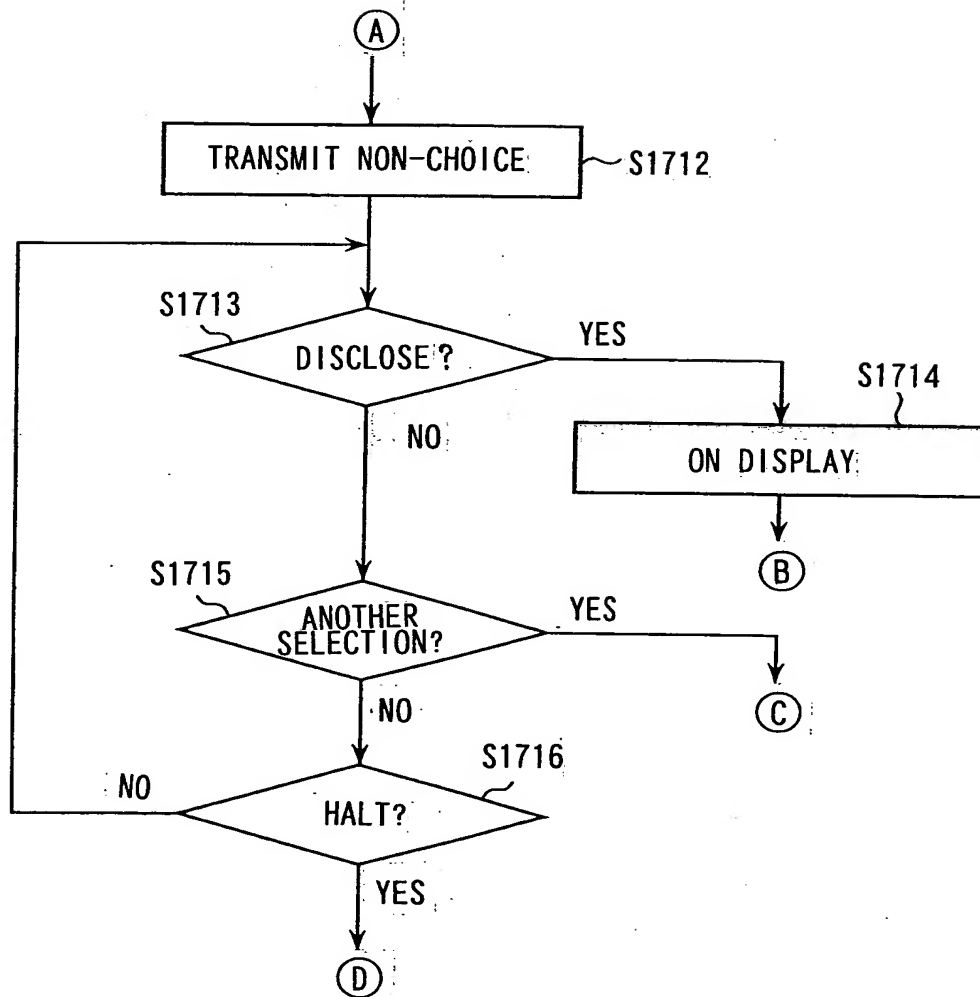 A
TRANSMIT NON-CHOICE
S1712
S1713
DISCLOSE?
YES
NO
S1714
ON DISPLAY
B
S1715
ANOTHER
SELECTION?
YES
C
NO
S1716
HALT?
NO
YES
D